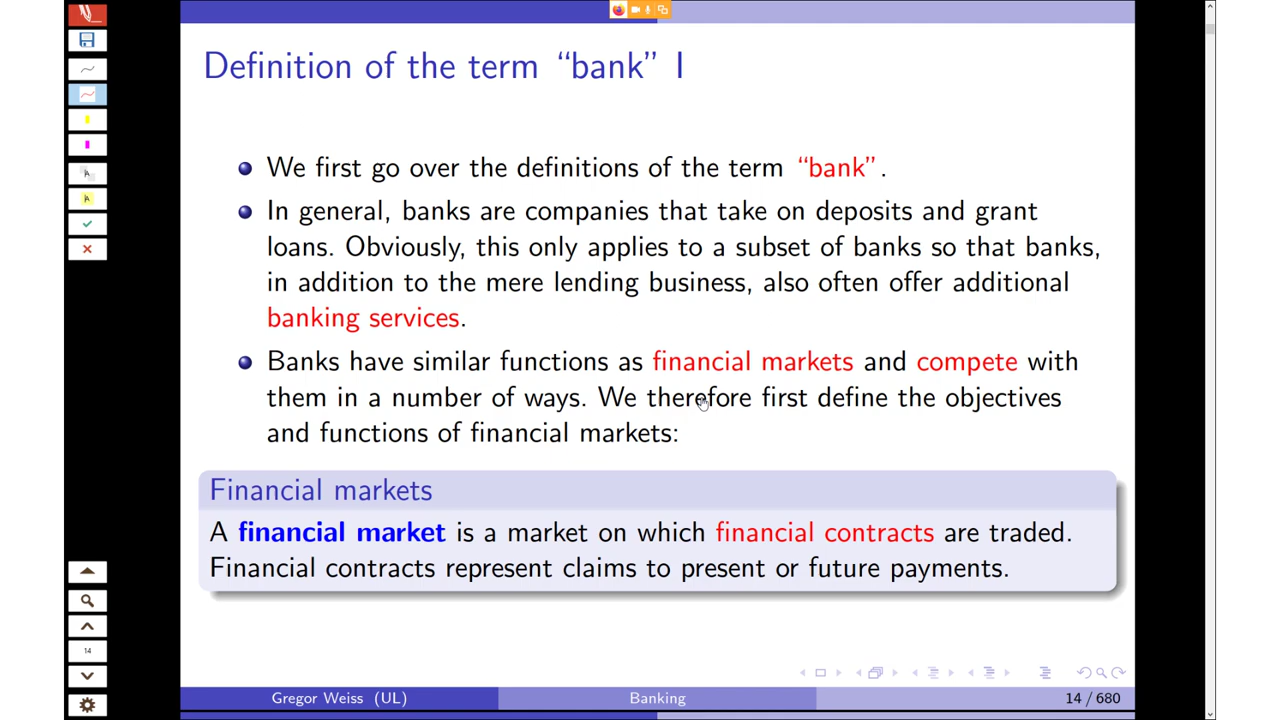 Definition of the term “bank” I
We first go over the definitions of the term “bank”.
In general, banks are companies that take on deposits and grant
loans. Obviously, this only applies to a subset of banks so that banks,
in addition to the mere lending business, also often offer additional
banking services.
Banks have similar functions as financial markets and compete with
them in a number of ways. We therefore first define the objectives
and functions of financial markets:
Financial markets
A financial market is a market on which financial contracts are traded.
Financial contracts represent claims to present or future payments.
14
Gregor Weiss (UL) Banking 14 / 680